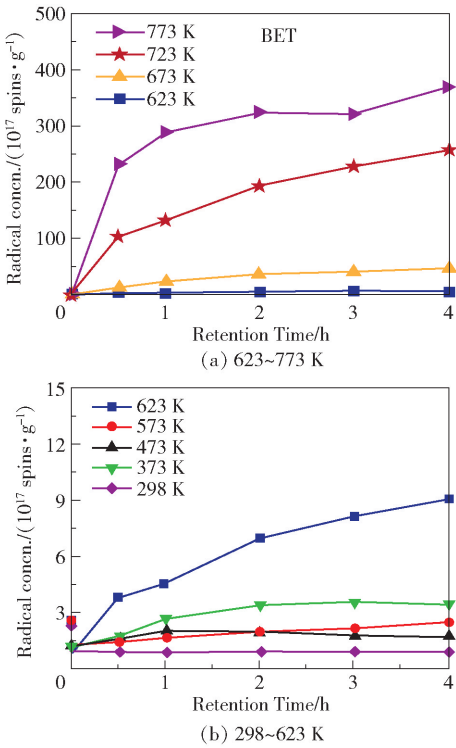 500
400
300
200
100
0
773 K
723 K
673 K
623 K
BET
Radical concn./(10¹⁷ spins·g⁻¹)
0 1 2 3 4
Retention Time/h
(a) 623~773 K
15
12
9
6
3
623 K
573 K
473 K
373 K
298 K
Radical concn./(10¹⁷ spins·g⁻¹)
0 1 2 3 4
Retention Time/h
(b) 298~623 K